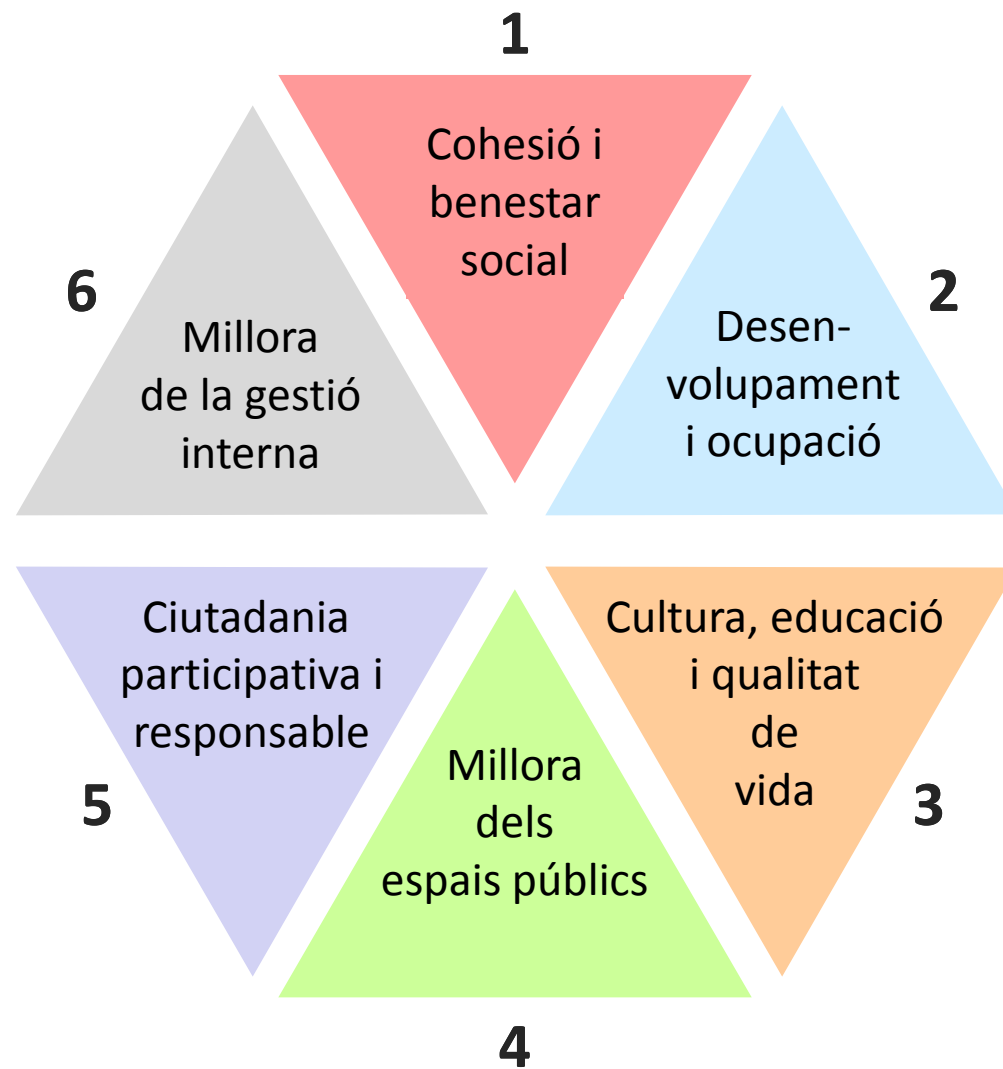 1
Cohesió i
benestar
social
2
Desen-
volupament
i ocupació
3
Cultura, educació
i qualitat
de
vida
4
Millora
dels
espais públics
5
Ciutadania
participativa i
responsable
6
Millora
de la gestió
interna